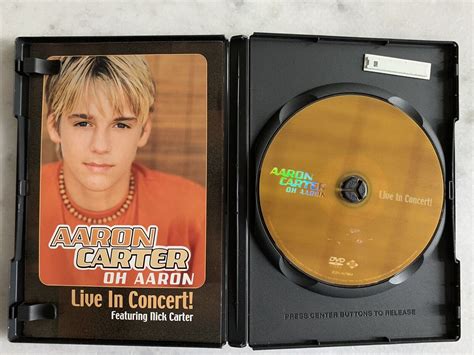 AARON
CARTER
OH AARON
Live In Concert!
Featuring Nick Carter
AARON
CARTER
OH AARON
Live In Concert!
DVD
PRESS CENTER BUTTONS TO RELEASE